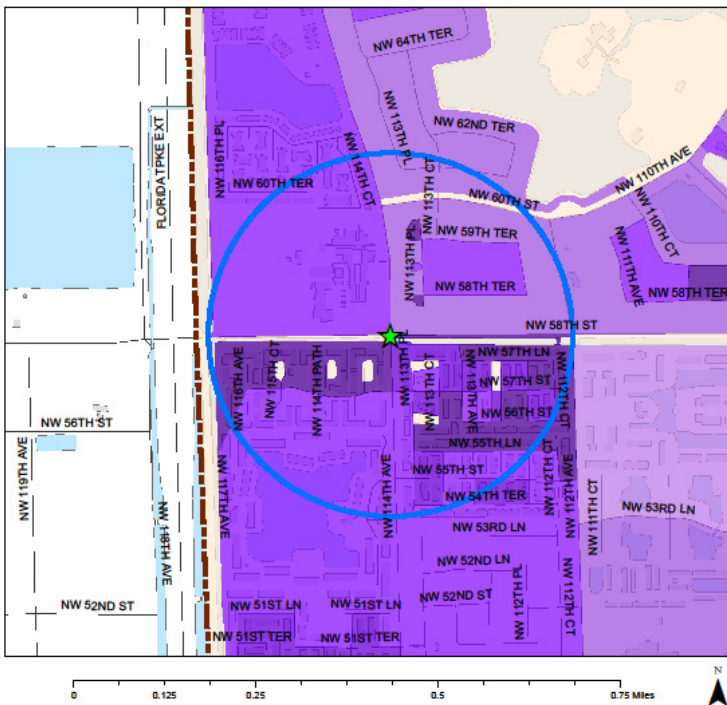 NW 64TH TER
NW 113TH PL
NW 62ND TER
FLORIDA TPKE EXT
NW 116TH PL
NW 114TH CT
NW 113TH CT
NW 110TH AVE
NW 60TH TER
NW 60TH ST
NW 110TH CT
NW 59TH TER
NW 113TH PL
NW 111TH AVE
NW 58TH TER
NW 58TH TER
NW 58TH ST
NW 113TH PL
NW 57TH LN
NW 116TH AVE
NW 115TH CT
NW 114TH PATH
NW 113TH CT
NW 113TH AVE
NW 57TH ST
NW 112TH CT
NW 56TH ST
NW 56TH ST
NW 55TH LN
NW 119TH AVE
NW 117TH AVE
NW 114TH AVE
NW 55TH ST
NW 112TH CT
NW 112TH AVE
NW 111TH CT
NW 54TH TER
NW 118TH AVE
NW 53RD LN
NW 53RD LN
NW 52ND LN
NW 52ND ST
NW 112TH PL
NW 112TH CT
NW 52ND ST
NW 51ST LN
NW 51ST LN
NW 51ST TER
NW 51ST TER
N
0 0.125 0.25 0.5 0.75 Miles